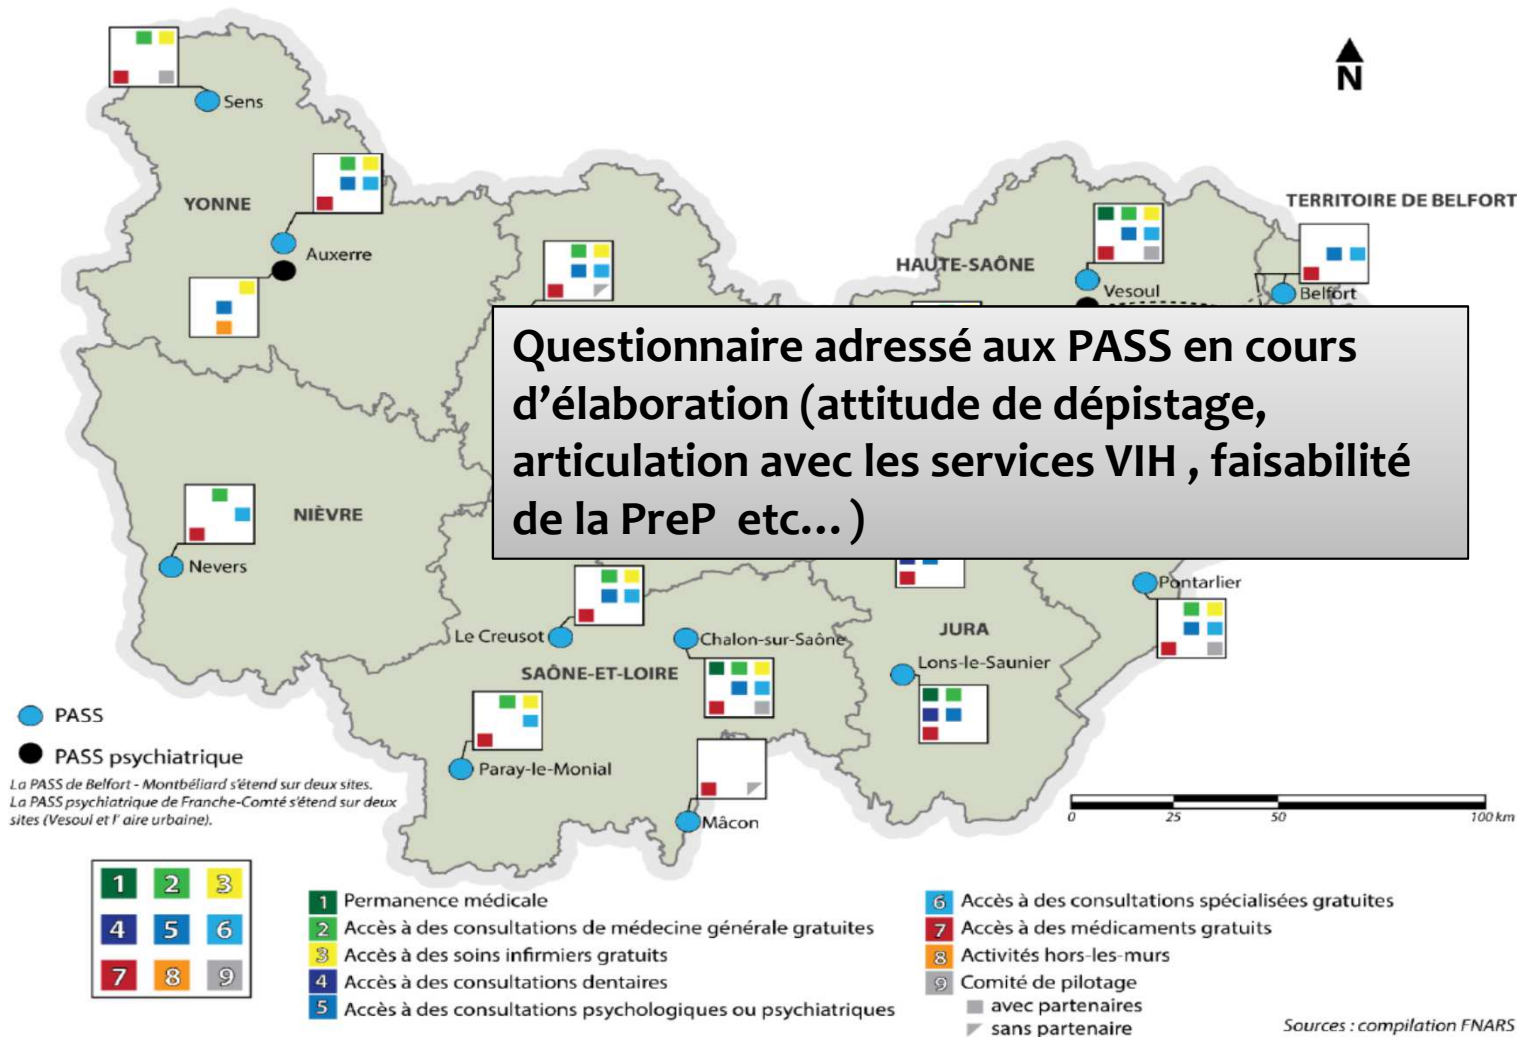 N
Sens
TERRITOIRE DE BELFORT
YONNE
Auxerre
HAUTE-SAÔNE
Vesoul
Belfort
Questionnaire adressé aux PASS en cours
d’élaboration (attitude de dépistage,
articulation avec les services VIH , faisabilité
de la PreP etc… )
NIÈVRE
Nevers
Pontarlier
Le Creusot
Chalon-sur-Saône
JURA
Lons-le-Saunier
SAÔNE-ET-LOIRE
Paray-le-Monial
Mâcon
PASS
PASS psychiatrique
La PASS de Belfort - Montbéliard s'étend sur deux sites.
La PASS psychiatrique de Franche-Comté s'étend sur deux
sites (Vesoul et l' aire urbaine).
0 25 50 100 km
1 2 3
4 5 6
7 8 9
1 Permanence médicale
2 Accès à des consultations de médecine générale gratuites
3 Accès à des soins infirmiers gratuits
4 Accès à des consultations dentaires
5 Accès à des consultations psychologiques ou psychiatriques
6 Accès à des consultations spécialisées gratuites
7 Accès à des médicaments gratuits
8 Activités hors-les-murs
9 Comité de pilotage
avec partenaires
sans partenaire
Sources : compilation FNARS